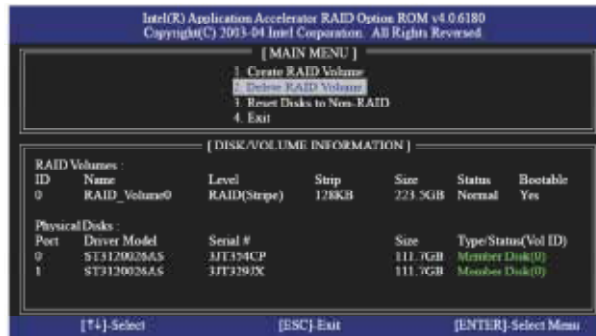 Intel(R) Application Accelerator RAID Option ROM v4.0.6180
Copyright(C) 2003-04 Intel Corporation. All Rights Reversed
[ MAIN MENU ]
1. Create RAID Volume
2. Delete RAID Volume
3. Reset Disks to Non-RAID
4. Exit
[ DISK/VOLUME INFORMATION ]
RAID Volumes :
ID Name Level Strip Size Status Bootable
0 RAID_Volume0 RAID(Stripe) 128KB 223.5GB Normal Yes
Physical Disks :
Port Driver Model Serial # Size Type/Status(Vol ID)
0 ST3120026AS 3JT354CP 111.7GB Member Disk(0)
1 ST3120026AS 3JT329JX 111.7GB Member Disk(0)
[↑↓]-Select [ESC]-Exit [ENTER]-Select Menu